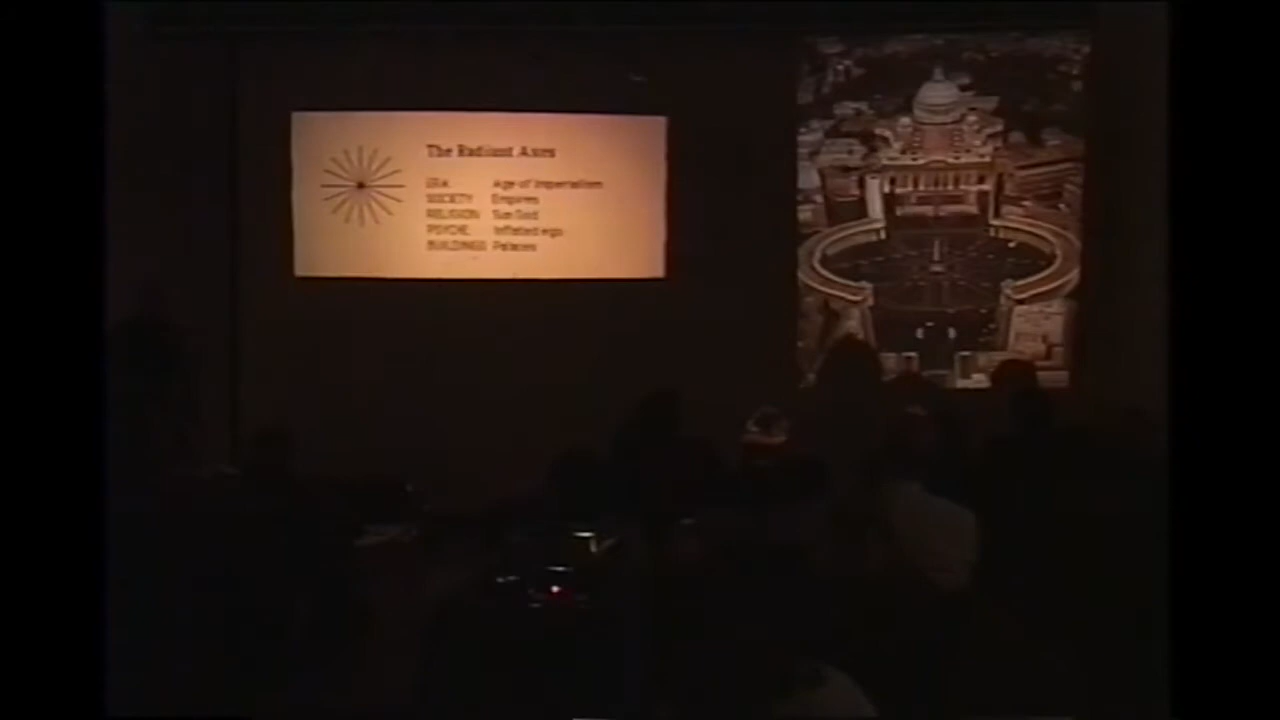 The Radiant Axes
ERA Age of Imperialism
SOCIETY Empires
RELIGION Sun God
PSYCHE Inflated ego
BUILDINGS Palaces